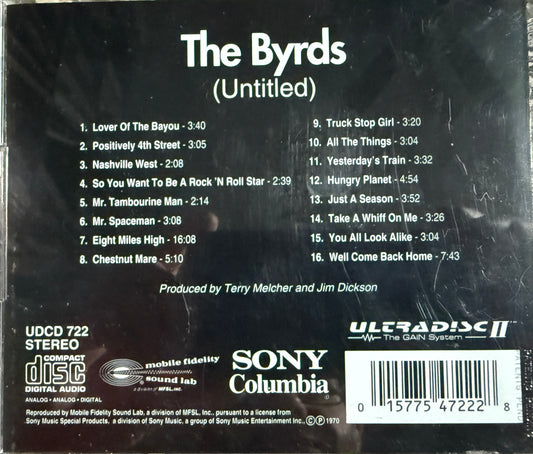 The Byrds
(Untitled)
1. Lover Of The Bayou - 3:40
2. Positively 4th Street - 3:05
3. Nashville West - 2:08
4. So You Want To Be A Rock 'N Roll Star - 2:39
5. Mr. Tambourine Man - 2:14
6. Mr. Spaceman - 3:08
7. Eight Miles High - 16:08
8. Chestnut Mare - 5:10
9. Truck Stop Girl - 3:20
10. All The Things - 3:04
11. Yesterday's Train - 3:32
12. Hungry Planet - 4:54
13. Just A Season - 3:52
14. Take A Whiff On Me - 3:26
15. You All Look Alike - 3:04
16. Well Come Back Home - 7:43
Produced by Terry Melcher and Jim Dickson
UDCD 722
STEREO
COMPACT
disc
DIGITAL AUDIO
ANALOG • ANALOG • DIGITAL
mobile fidelity
sound lab
a division of MFSL, Inc.
SONY
Columbia
ULTRADISC II™
The GAIN System™
0 15775 47222 8
Reproduced by Mobile Fidelity Sound Lab, a division of MFSL, Inc., pursuant to a license from
Sony Music Special Products, a division of Sony Music, a group of Sony Music Entertainment Inc., Ⓒ Ⓟ 1970